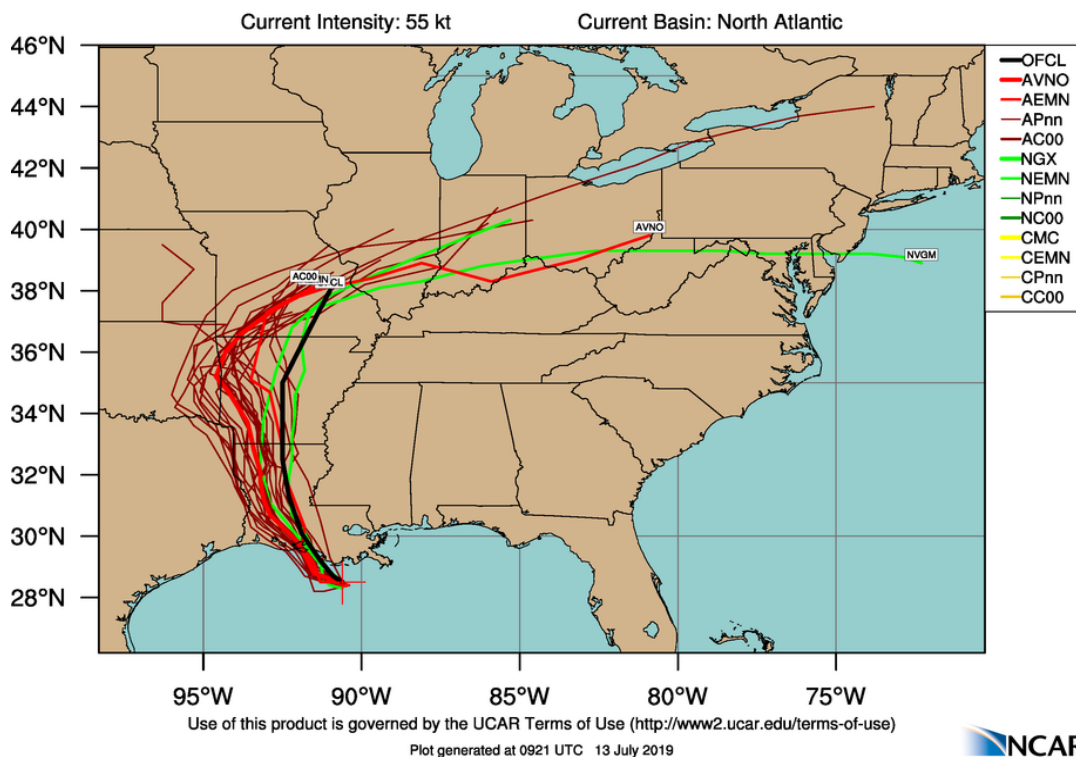 Current Intensity: 55 kt Current Basin: North Atlantic
46°N
44°N
42°N
40°N
38°N
36°N
34°N
32°N
30°N
28°N
AVNO
NVGM
AC00
CL
OFCL
AVNO
AEMN
APnn
AC00
NGX
NEMN
NPnn
NC00
CMC
CEMN
CPnn
CC00
95°W 90°W 85°W 80°W 75°W
Use of this product is governed by the UCAR Terms of Use (http://www2.ucar.edu/terms-of-use)
Plot generated at 0921 UTC 13 July 2019
NCAR